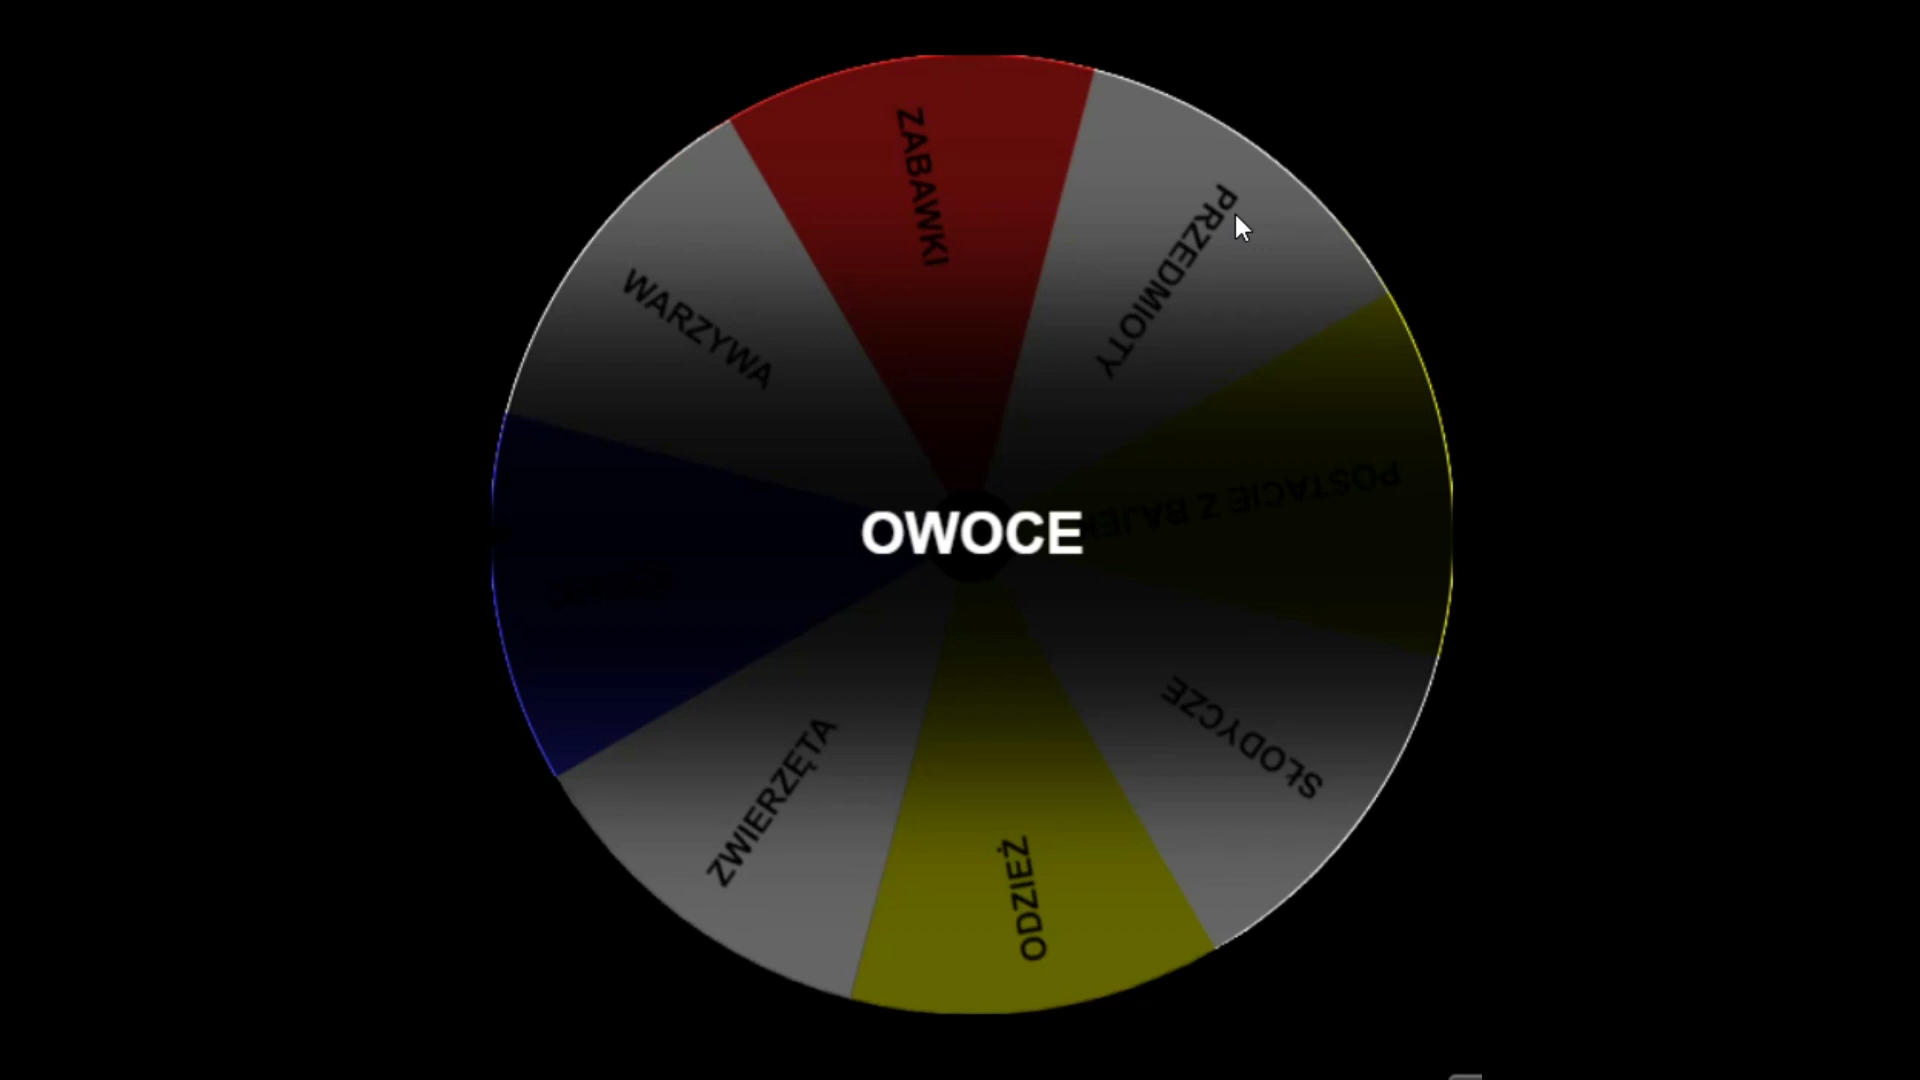 ZABAWKI
PRZEDMIOTY
WARZYWA
POSTACIE Z BAJEK
OWOCE
SŁODYCZE
ZWIERZĘTA
ODZIEŻ